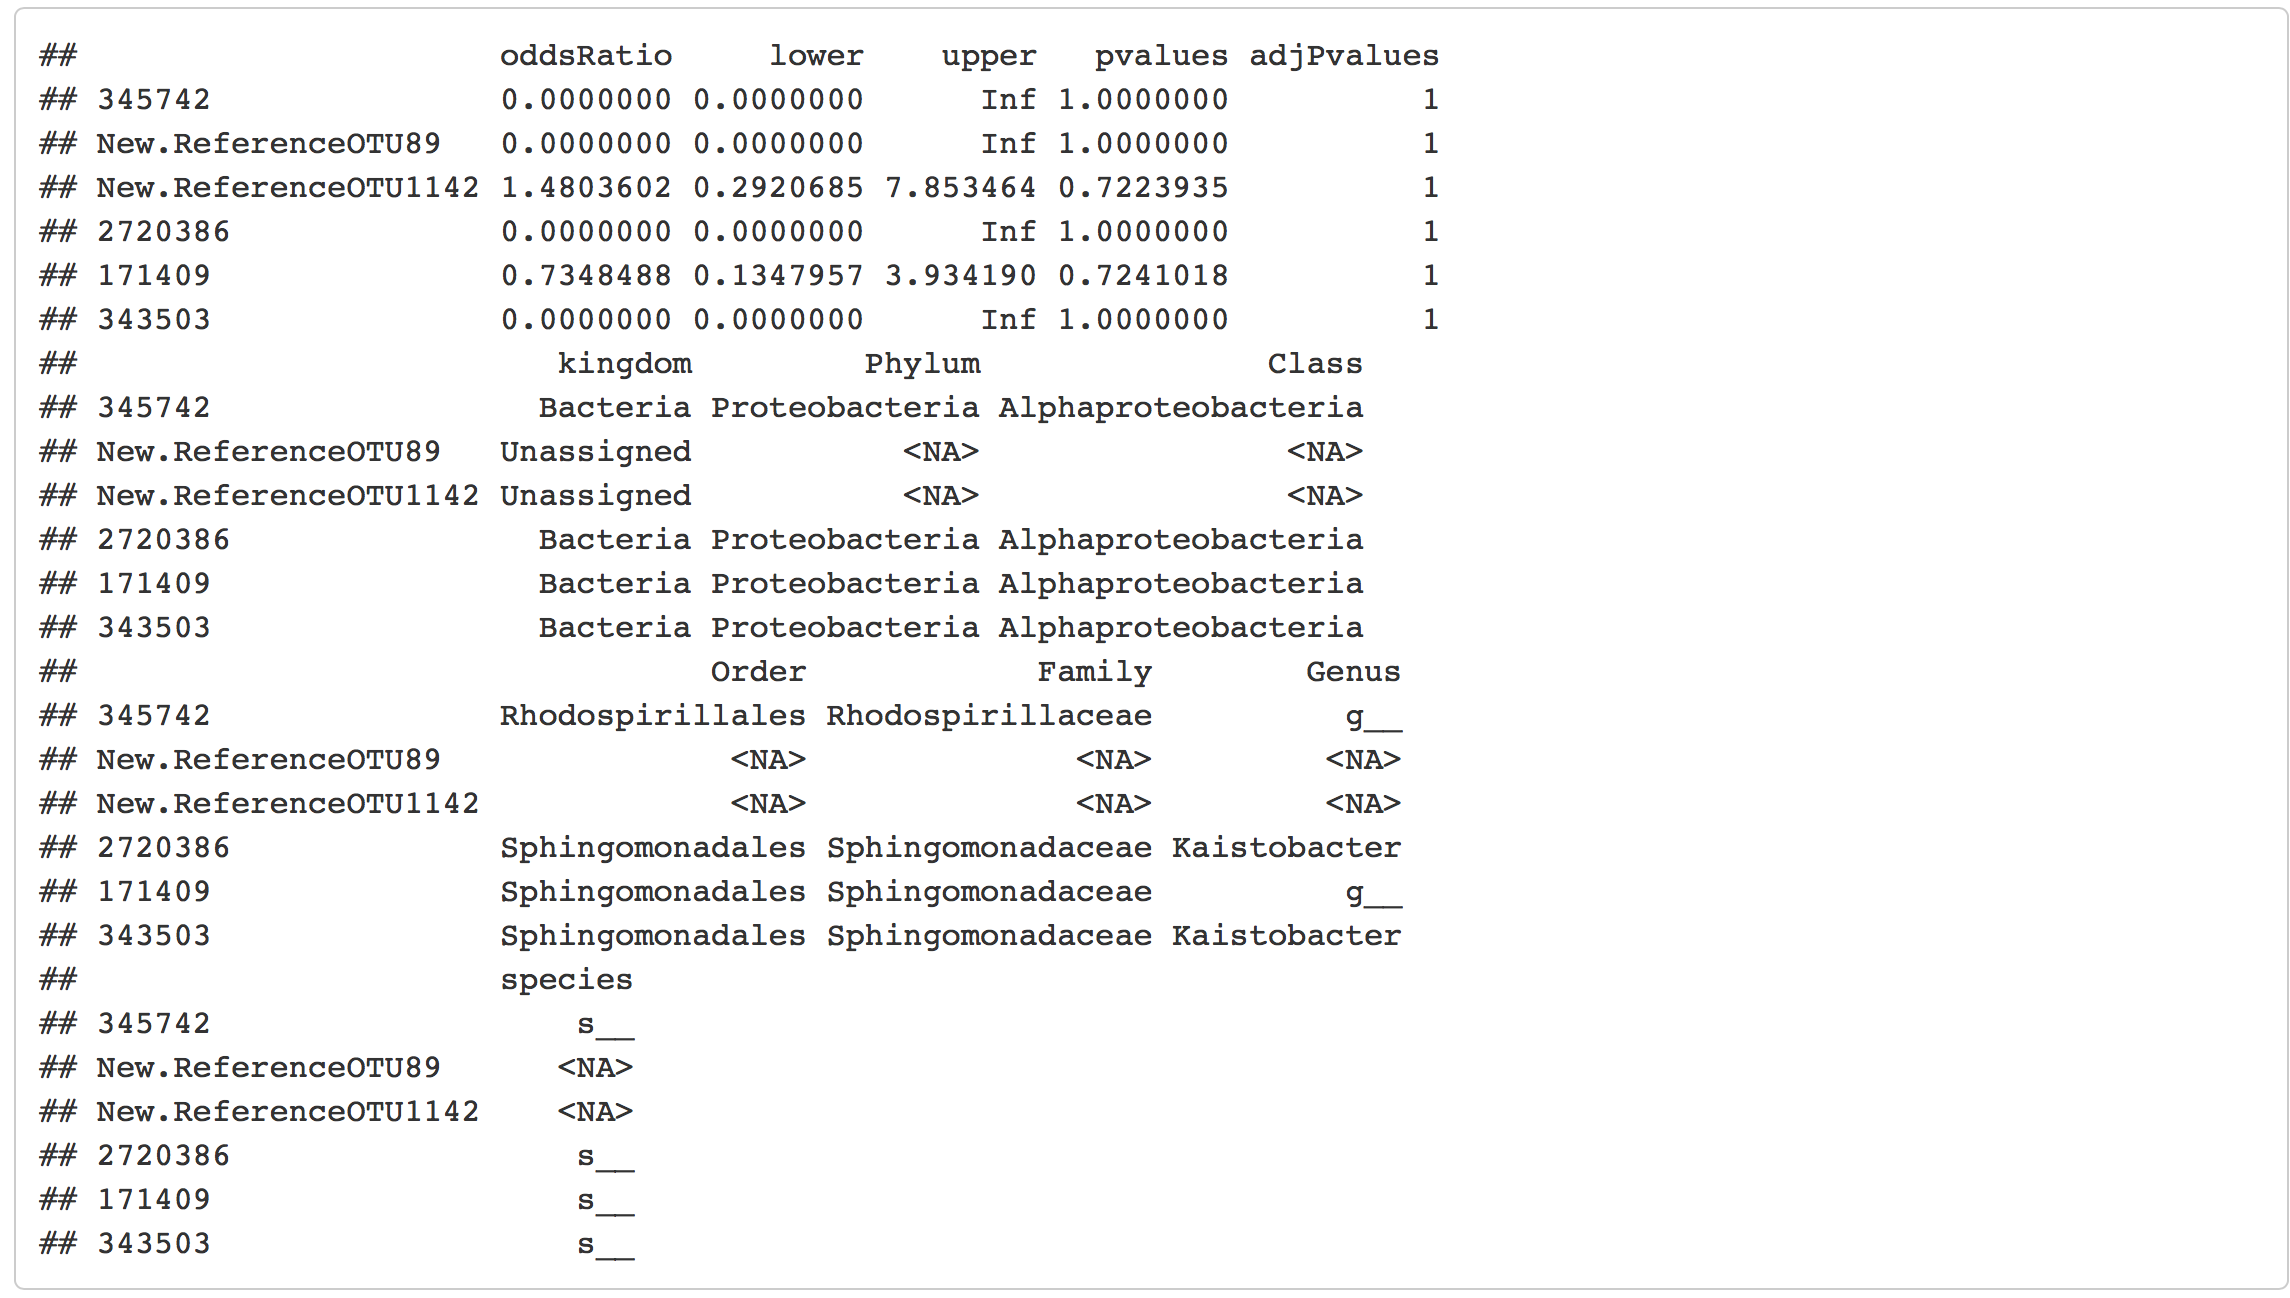 ##                      oddsRatio     lower    upper   pvalues adjPvalues
## 345742               0.0000000 0.0000000      Inf 1.0000000          1
## New.ReferenceOTU89   0.0000000 0.0000000      Inf 1.0000000          1
## New.ReferenceOTU1142 1.4803602 0.2920685 7.853464 0.7223935          1
## 2720386              0.0000000 0.0000000      Inf 1.0000000          1
## 171409               0.7348488 0.1347957 3.934190 0.7241018          1
## 343503               0.0000000 0.0000000      Inf 1.0000000          1
##                         kingdom         Phylum               Class
## 345742                 Bacteria Proteobacteria Alphaproteobacteria
## New.ReferenceOTU89   Unassigned           <NA>                <NA>
## New.ReferenceOTU1142 Unassigned           <NA>                <NA>
## 2720386                Bacteria Proteobacteria Alphaproteobacteria
## 171409                 Bacteria Proteobacteria Alphaproteobacteria
## 343503                 Bacteria Proteobacteria Alphaproteobacteria
##                                 Order            Family        Genus
## 345742               Rhodospirillales Rhodospirillaceae          g__
## New.ReferenceOTU89               <NA>              <NA>         <NA>
## New.ReferenceOTU1142             <NA>              <NA>         <NA>
## 2720386              Sphingomonadales Sphingomonadaceae Kaistobacter
## 171409               Sphingomonadales Sphingomonadaceae          g__
## 343503               Sphingomonadales Sphingomonadaceae Kaistobacter
##                      species
## 345742                   s__
## New.ReferenceOTU89      <NA>
## New.ReferenceOTU1142    <NA>
## 2720386                  s__
## 171409                   s__
## 343503                   s__